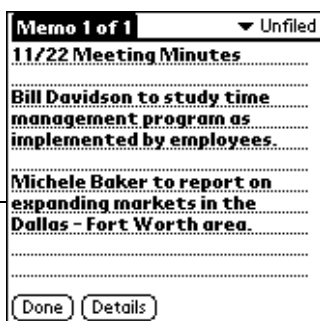 Memo 1 of 1
Unfiled
11/22 Meeting Minutes
Bill Davidson to study time
management program as
implemented by employees.
Michele Baker to report on
expanding markets in the
Dallas - Fort Worth area.
Done Details